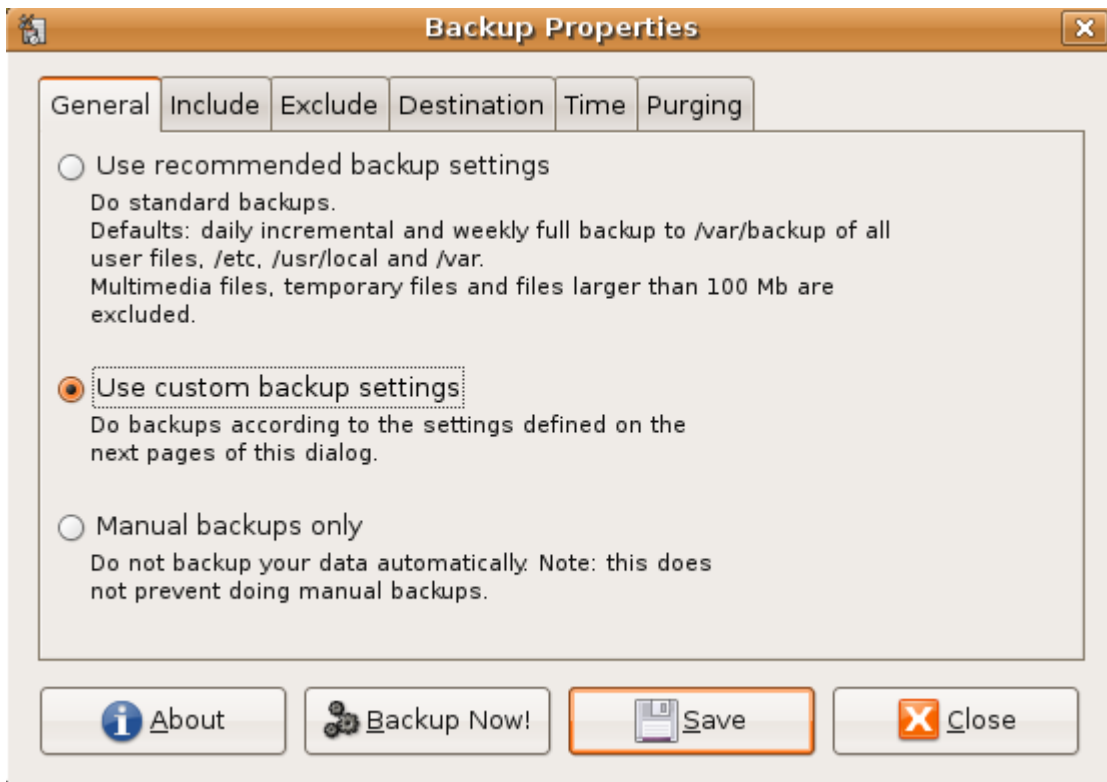 Backup Properties
General Include Exclude Destination Time Purging
Use recommended backup settings
Do standard backups.
Defaults: daily incremental and weekly full backup to /var/backup of all
user files, /etc, /usr/local and /var.
Multimedia files, temporary files and files larger than 100 Mb are
excluded.
Use custom backup settings
Do backups according to the settings defined on the
next pages of this dialog.
Manual backups only
Do not backup your data automatically. Note: this does
not prevent doing manual backups.
About Backup Now! Save Close